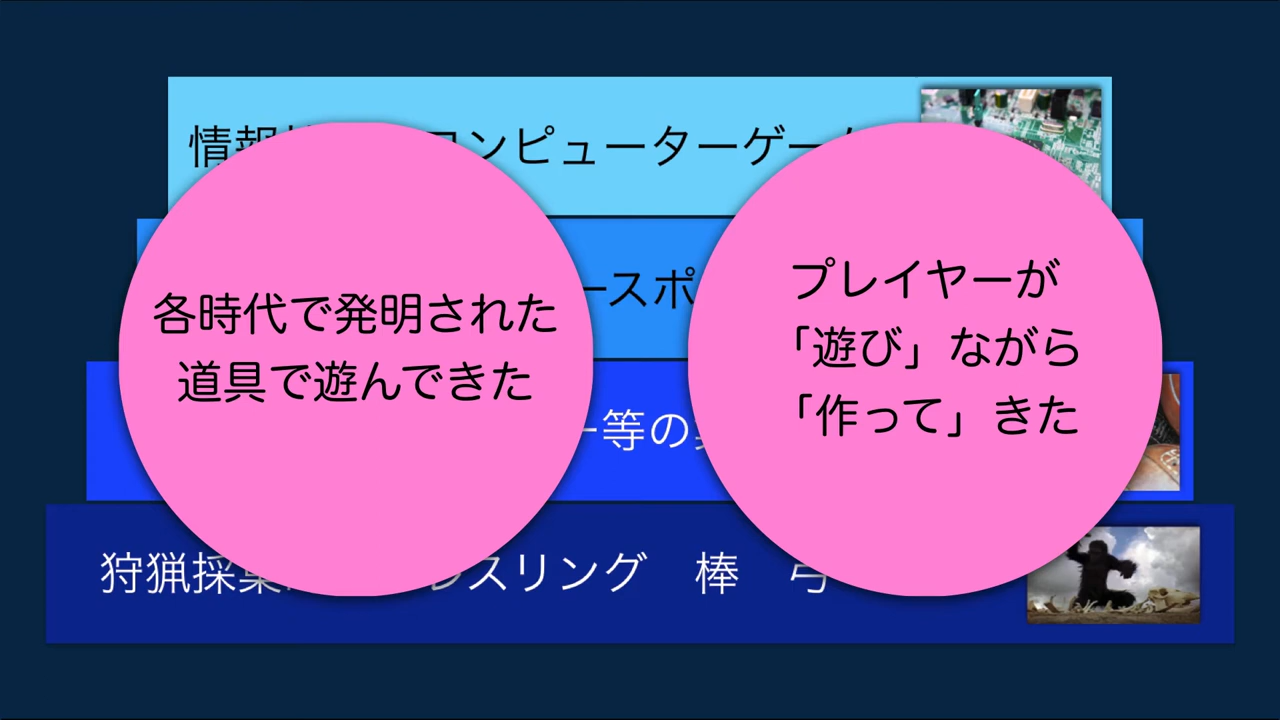 情報
コンピューターゲー
ースポ
ー等の
狩猟採
レスリング 棒 弓
各時代で発明された
道具で遊んできた
プレイヤーが
「遊び」ながら
「作って」きた